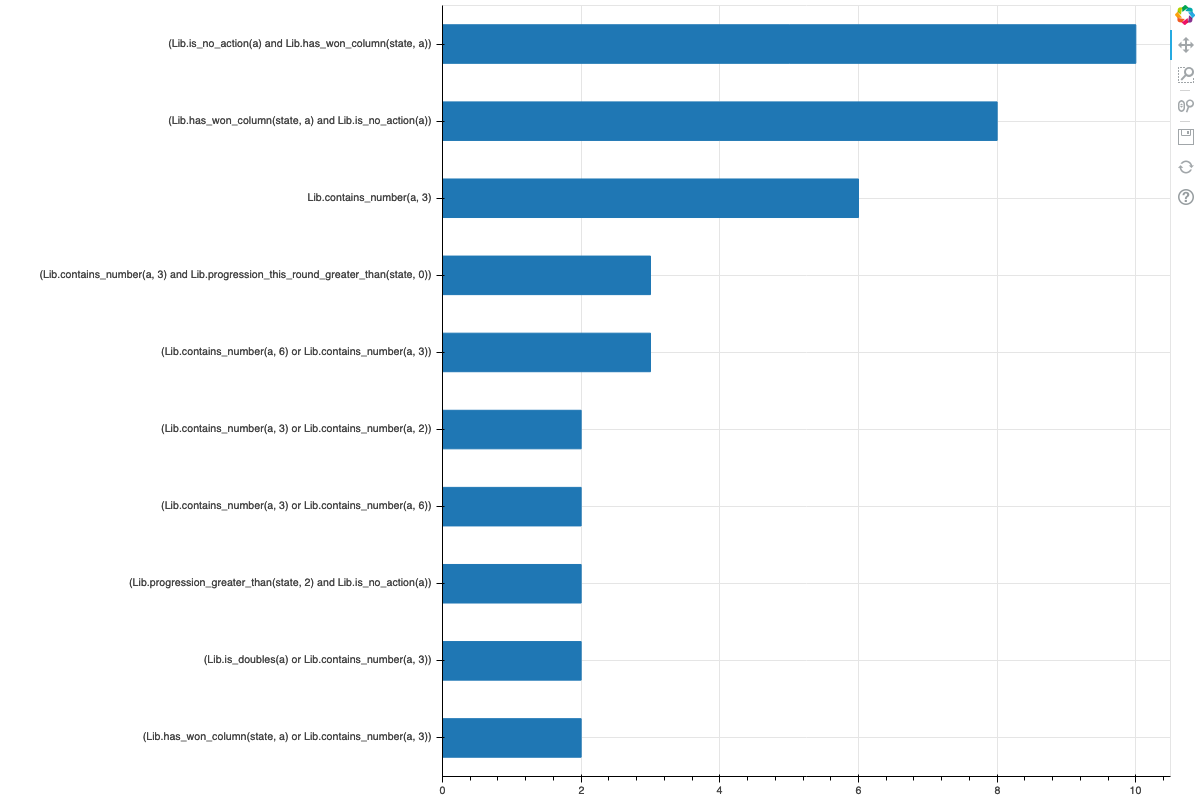 (Lib.is_no_action(a) and Lib.has_won_column(state, a))
(Lib.has_won_column(state, a) and Lib.is_no_action(a))
Lib.contains_number(a, 3)
(Lib.contains_number(a, 3) and Lib.progression_this_round_greater_than(state, 0))
(Lib.contains_number(a, 6) or Lib.contains_number(a, 3))
(Lib.contains_number(a, 3) or Lib.contains_number(a, 2))
(Lib.contains_number(a, 3) or Lib.contains_number(a, 6))
(Lib.progression_greater_than(state, 2) and Lib.is_no_action(a))
(Lib.is_doubles(a) or Lib.contains_number(a, 3))
(Lib.has_won_column(state, a) or Lib.contains_number(a, 3))
0 2 4 6 8 10